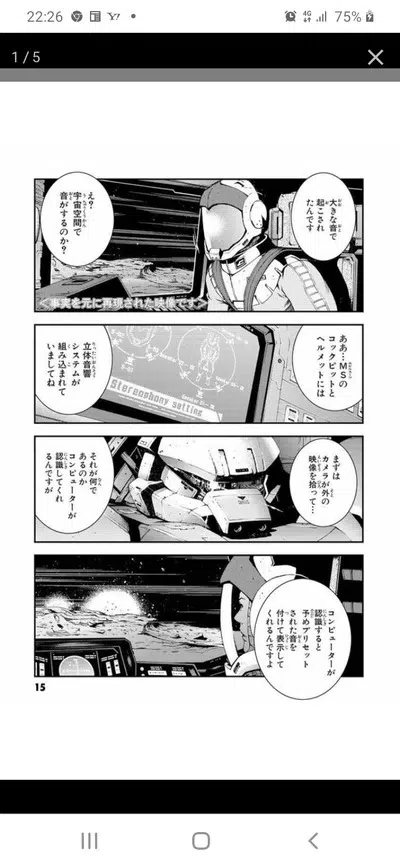 22:26
4G
75%
1 / 5
大きな音で
起こされ
たんです
え?
宇宙空間で
音がするのか?
<事実を元に再現された映像です>
ああ…MSの
コックピットと
ヘルメットには
立体音響
システムが
組み込まれて
いましてね
Stereophony setting
まずは
カメラが外の
映像を拾って…
それが何で
あるのか
コンピューターが
認識してくれ
るんですが
コンピューターが
認識すると
予めプリセット
された音を
付けて表示して
くれるんですよ
15